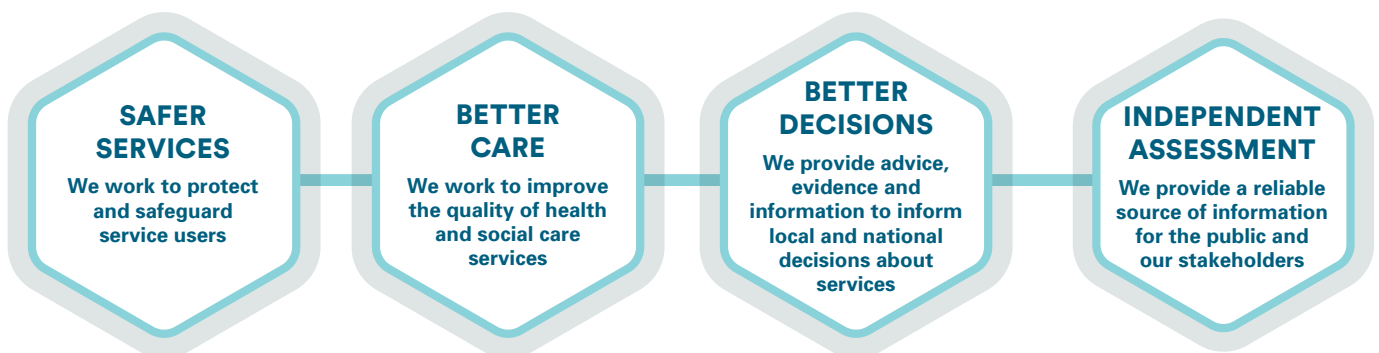 SAFER
SERVICES
We work to protect
and safeguard
service users
BETTER
CARE
We work to improve
the quality of health
and social care
services
BETTER
DECISIONS
We provide advice,
evidence and
information to inform
local and national
decisions about
services
INDEPENDENT
ASSESSMENT
We provide a reliable
source of information
for the public and
our stakeholders